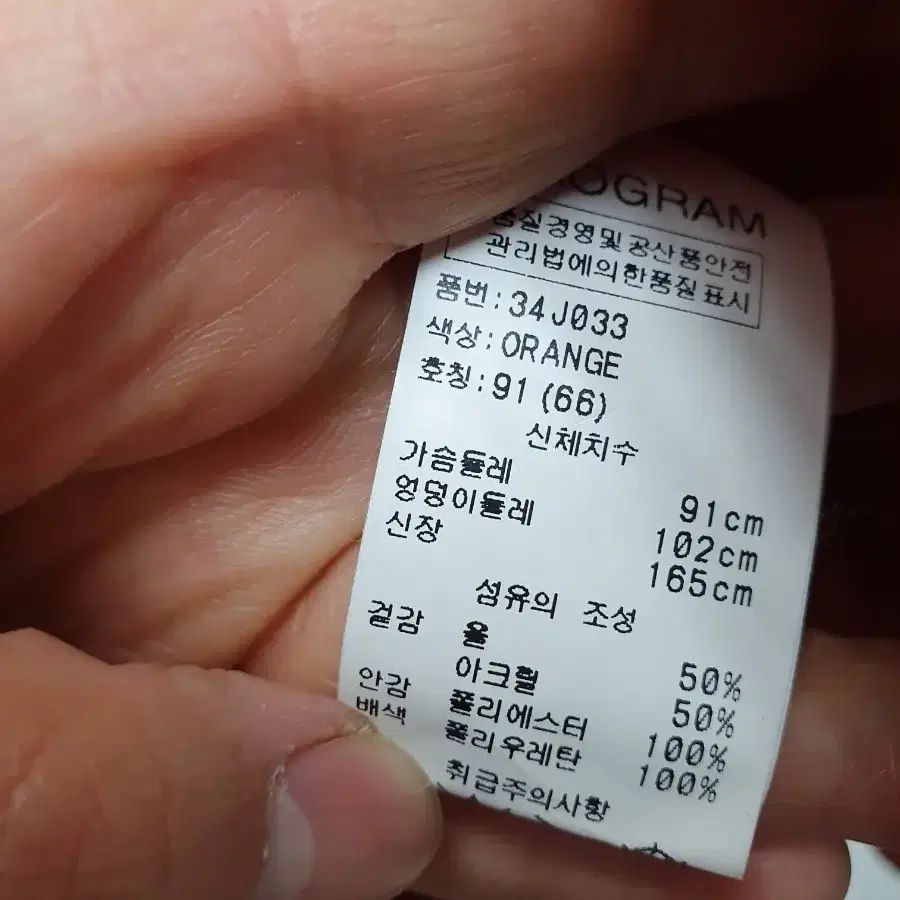 OGRAM
품질경영및공산품안전
관리법에의한품질표시
품번:34J033
색상:ORANGE
호칭:91(66)
신체치수
가슴둘레 91cm
엉덩이둘레 102cm
신장 165cm
섬유의 조성
겉감 울 50%
아크릴 50%
안감 폴리에스터 100%
배색 폴리우레탄 100%
취급주의사항